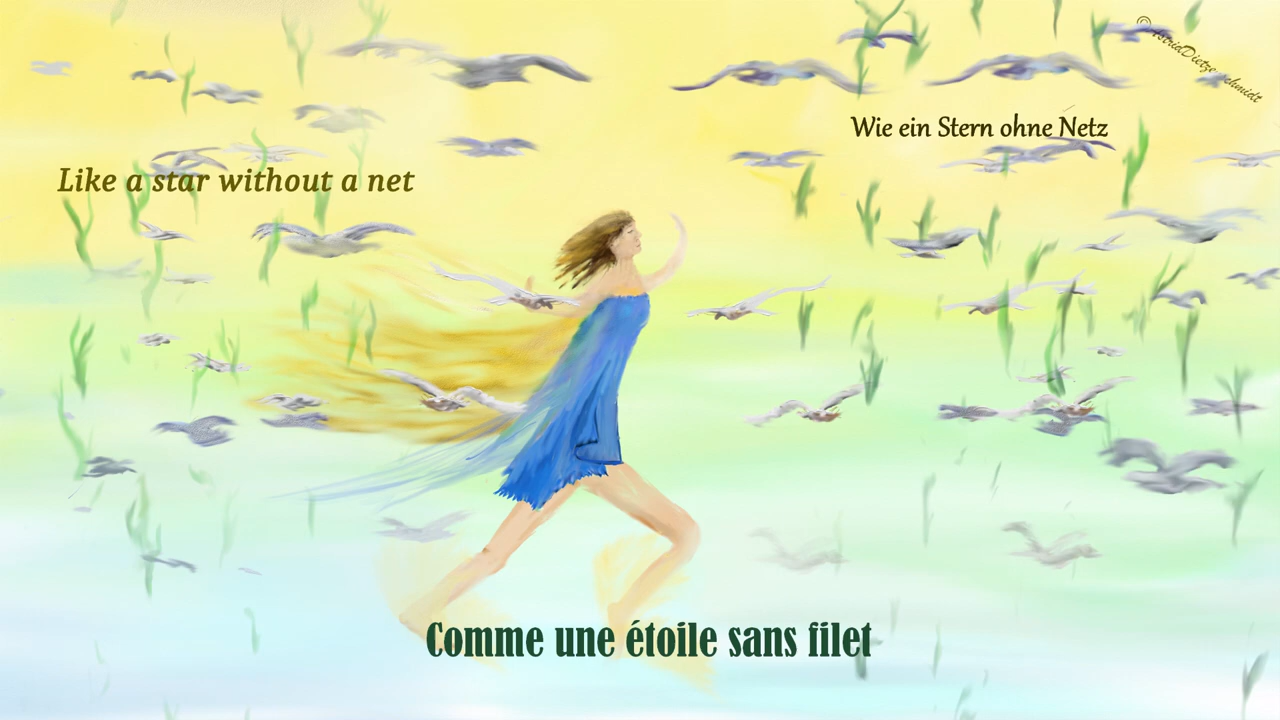 Wie ein Stern ohne Netz
Like a star without a net
Comme une étoile sans filet